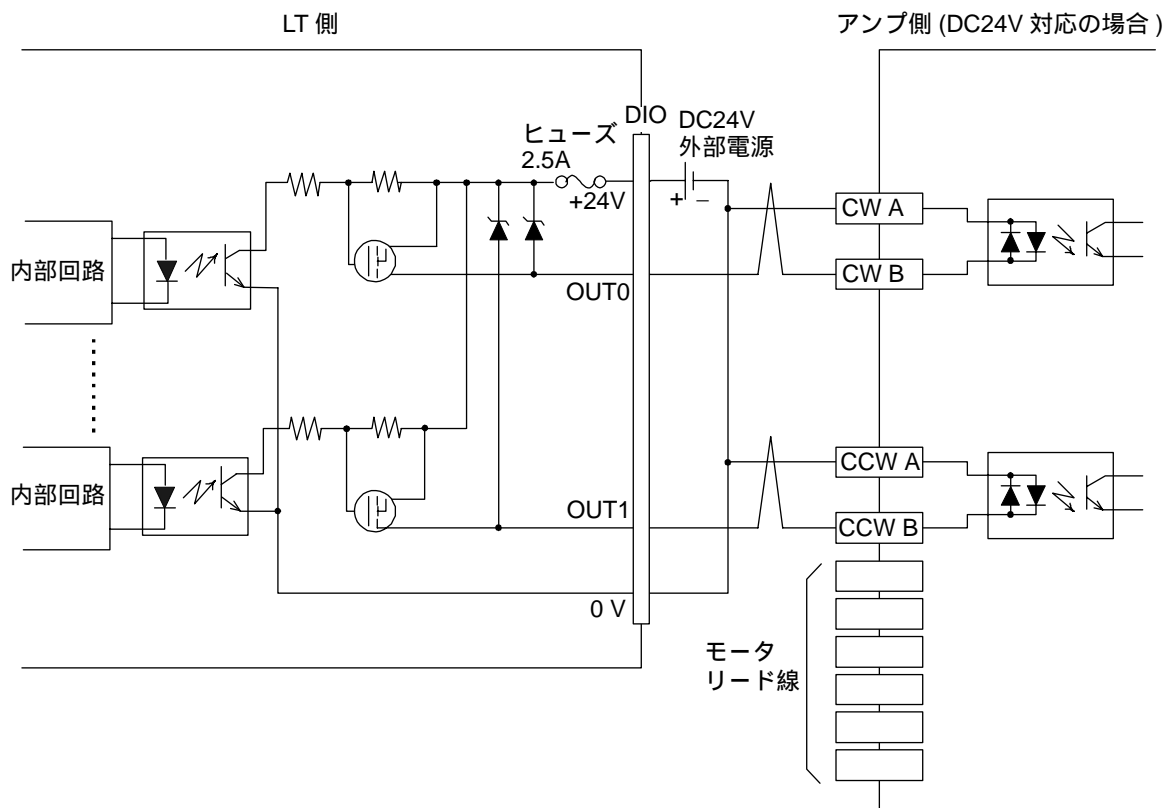 LT 側
アンプ側 (DC24V 対応の場合 )
DIO
DC24V
外部電源
ヒューズ
2.5A
+24V
+ −
CW A
内部回路
CW B
OUT0
CCW A
内部回路
OUT1
CCW B
0 V
モータ
リード線